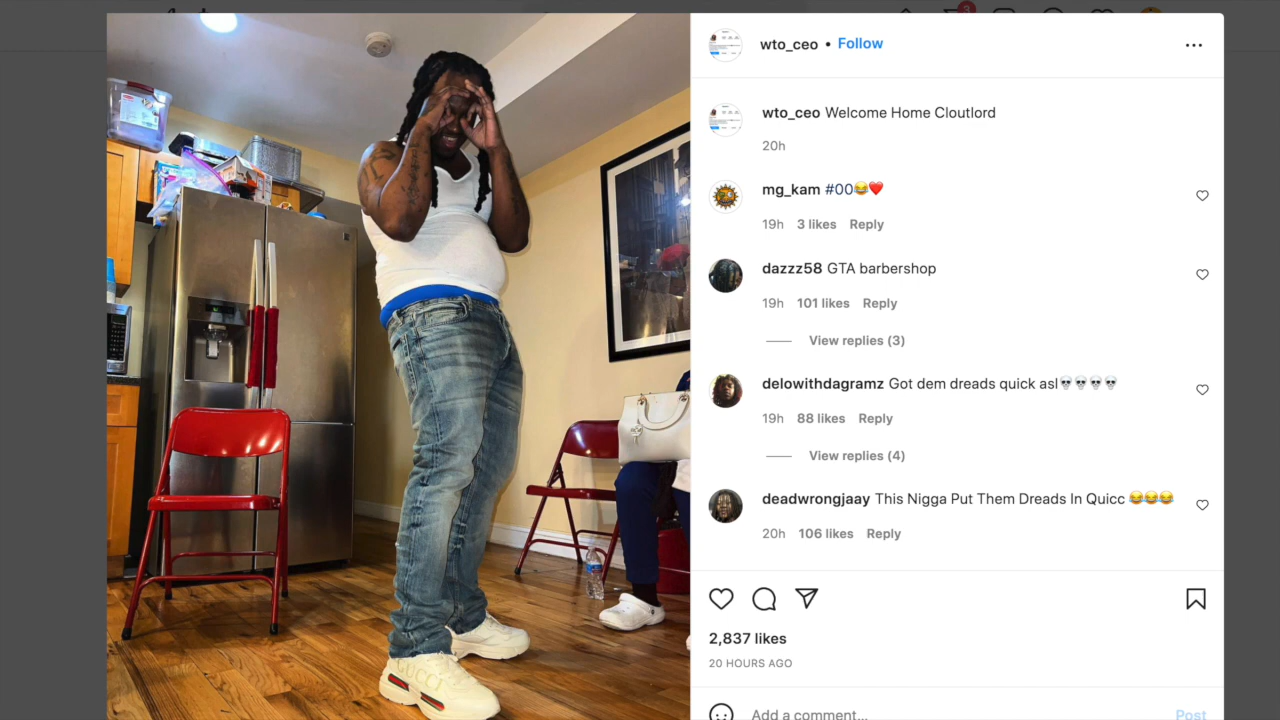 3
wto_ceo • Follow
wto_ceo Welcome Home Cloutlord
20h
mg_kam #00😂❤️
19h 3 likes Reply
dazzz58 GTA barbershop
19h 101 likes Reply
View replies (3)
delowithdagramz Got dem dreads quick asl💀💀💀💀
19h 88 likes Reply
View replies (4)
deadwrongjaay This Nigga Put Them Dreads In Quicc 😂😂😂
20h 106 likes Reply
2,837 likes
20 HOURS AGO
Add a comment... Post
GUCCI